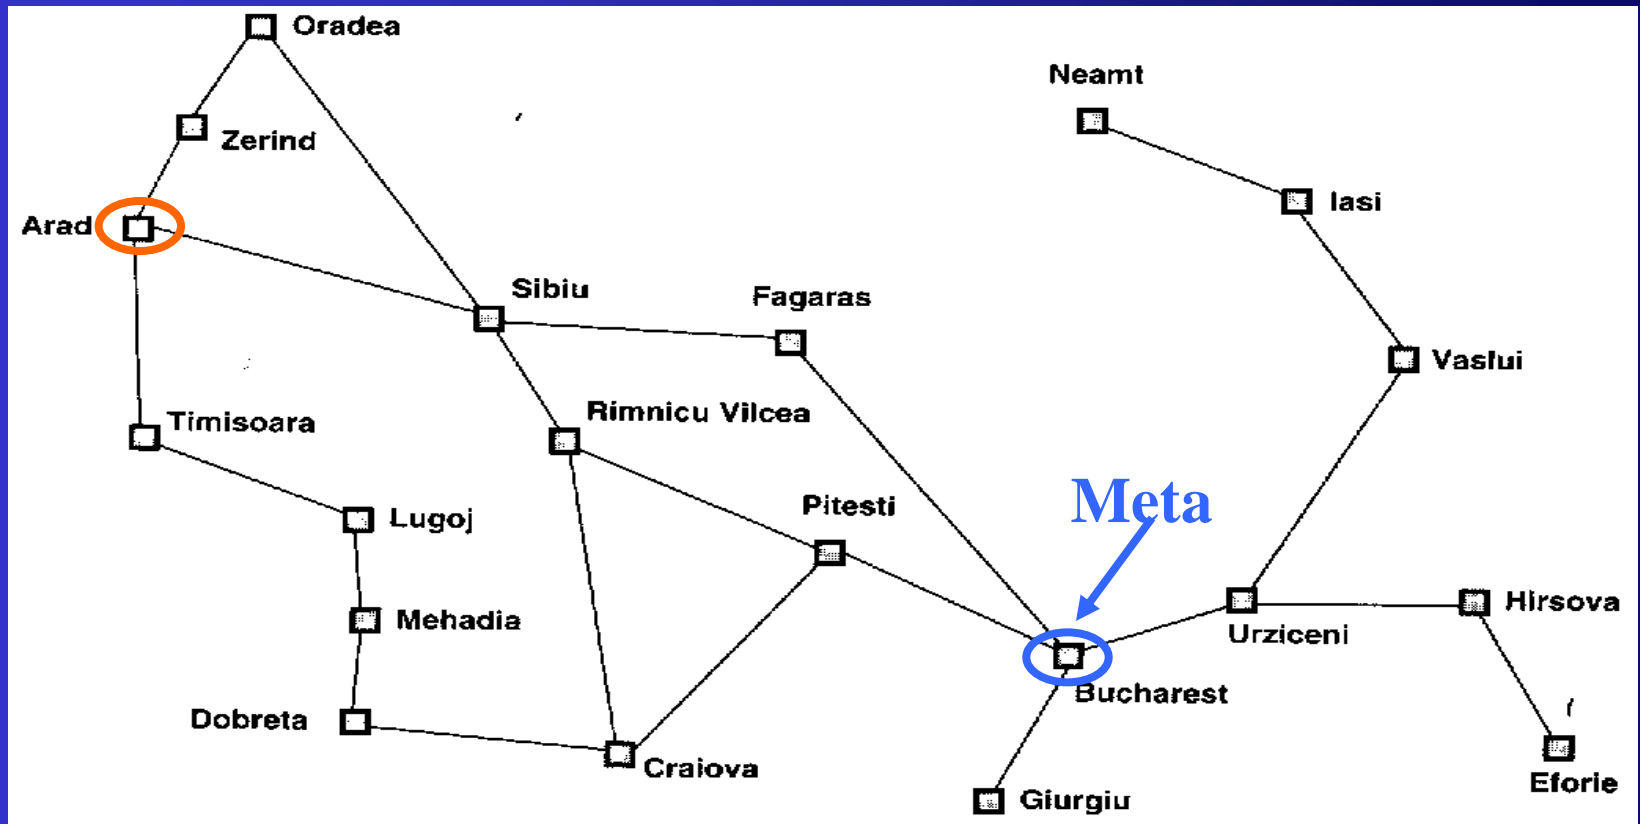 Oradea
Neamt
Zerind
Iasi
Arad
Sibiu
Fagaras
Vaslui
Rimnicu Vilcea
Timisoara
Meta
Pitesti
Lugoj
Hirsova
Mehadia
Urziceni
Bucharest
Dobreta
Craiova
Eforie
Giurgiu